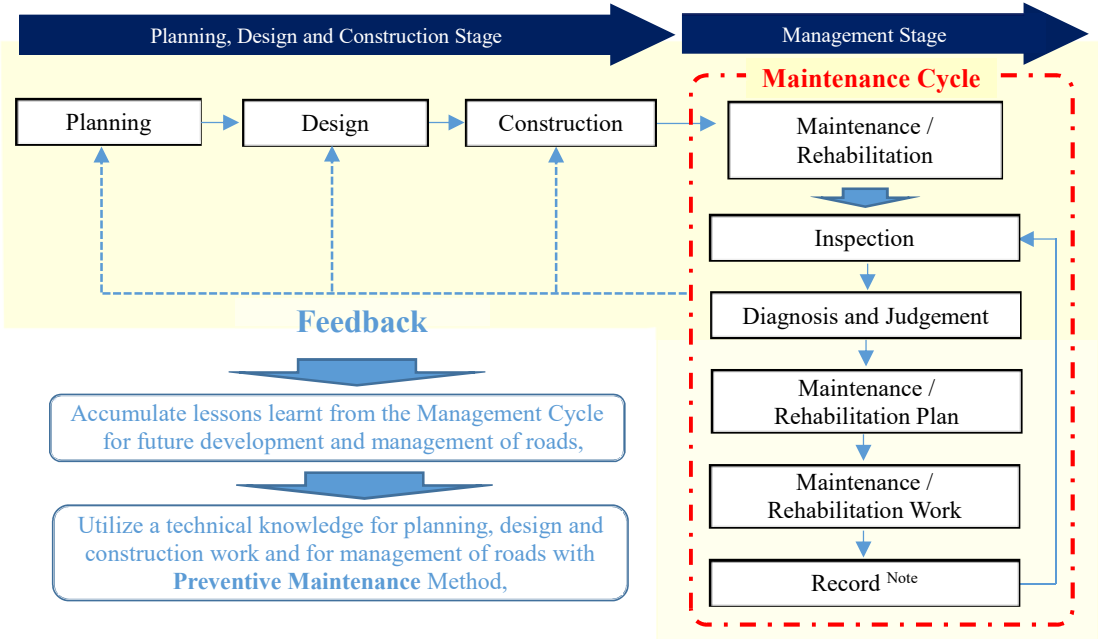 Planning, Design and Construction Stage
Management Stage
Maintenance Cycle
Planning
Design
Construction
Maintenance /
Rehabilitation
Inspection
Diagnosis and Judgement
Maintenance /
Rehabilitation Plan
Maintenance /
Rehabilitation Work
Record Note
Feedback
Accumulate lessons learnt from the Management Cycle
for future development and management of roads,
Utilize a technical knowledge for planning, design and
construction work and for management of roads with
Preventive Maintenance Method,